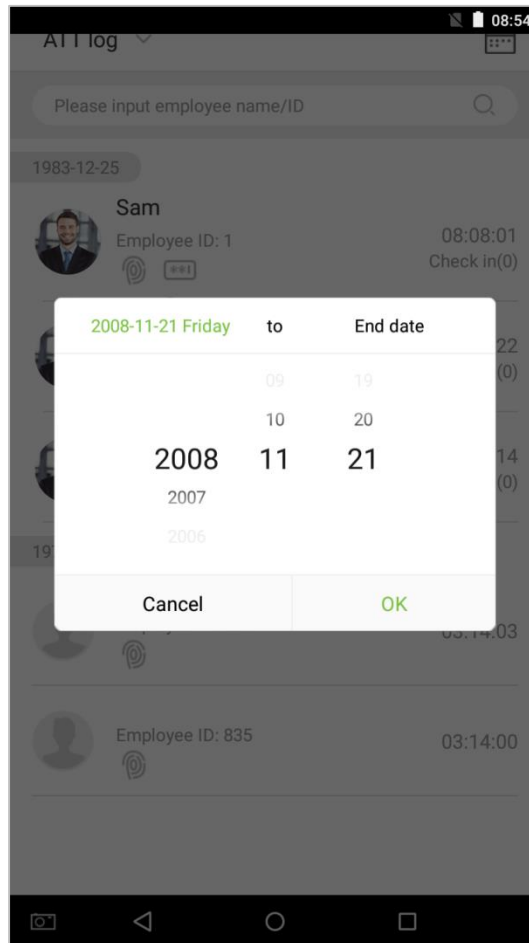 08:54
ATT log
Please input employee name/ID
1983-12-25
Sam
Employee ID: 1
08:08:01
Check in(0)
2008-11-21 Friday to End date
22
(0)
09 19
10 20
2008 11 21
14
(0)
2007
2006
19
Cancel OK
03:14:03
Employee ID: 835
03:14:00